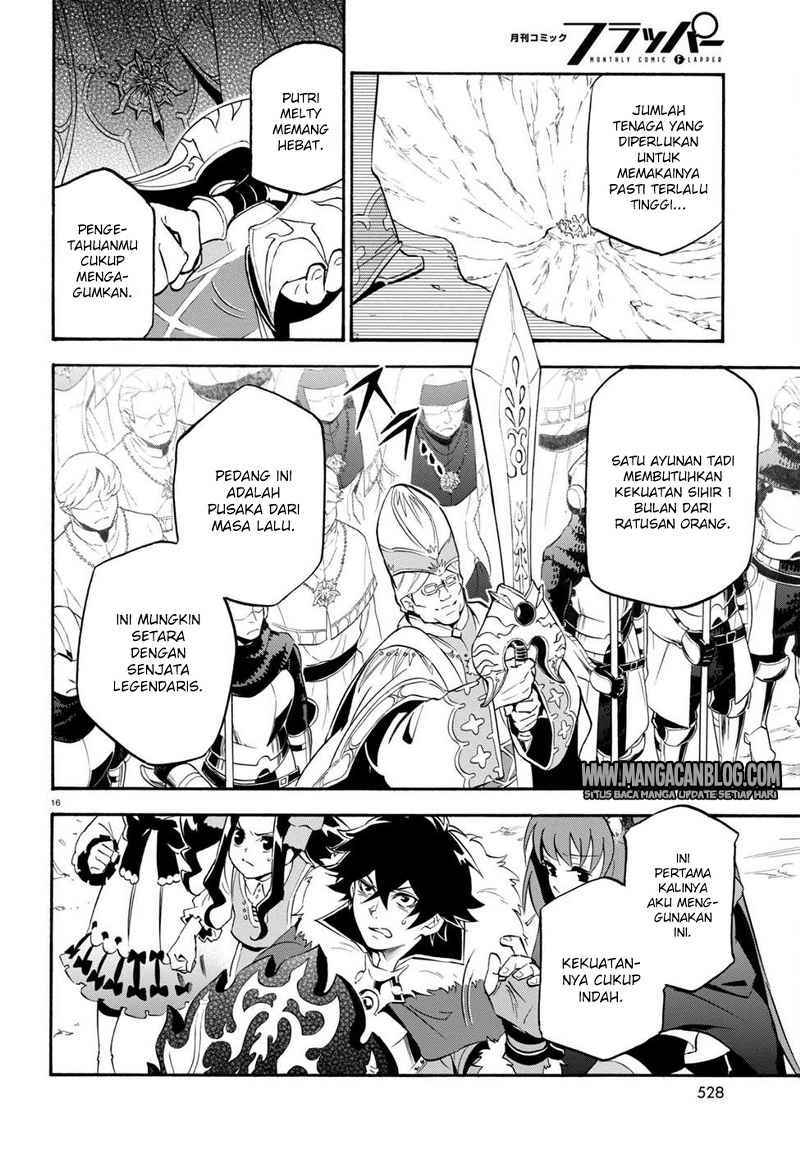 月刊コミック フラッパー
MONTHLY COMIC FLAPPER
JUMLAH
TENAGA YANG
DIPERLUKAN
UNTUK
MEMAKAINYA
PASTI TERLALU
TINGGI...
PUTRI
MELTY
MEMANG
HEBAT.
PENGE-
TAHUANMU
CUKUP
MENGA-
GUMKAN.
SATU AYUNAN TADI
MEMBUTUHKAN
KEKUATAN SIHIR 1
BULAN DARI
RATUSAN ORANG.
PEDANG INI
ADALAH
PUSAKA DARI
MASA LALU.
INI MUNGKIN
SETARA
DENGAN
SENJATA
LEGENDARIS.
WWW.MANGACANBLOG.COM
SITUS BACA MANGA UPDATE SETIAP HARI
16
INI
PERTAMA
KALINYA
AKU MENG-
GUNAKAN
INI.
KEKUATAN-
NYA CUKUP
INDAH.
528